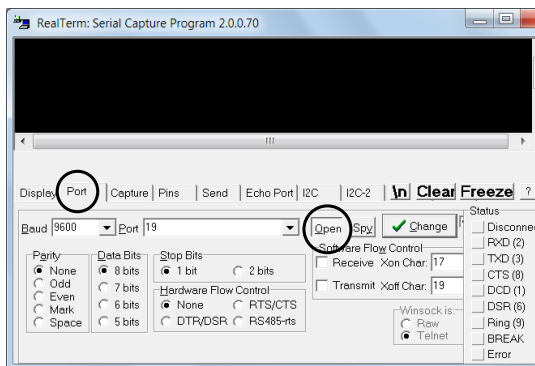 RealTerm: Serial Capture Program 2.0.0.70
Display Port Capture Pins Send Echo Port I2C I2C-2 \n Clear Freeze ?
Baud 9600 Port 19 Open Spy Change
Status
Disconne
RXD (2)
TXD (3)
CTS (8)
DCD (1)
DSR (6)
Ring (9)
BREAK
Error
Parity
None
Odd
Even
Mark
Space
Data Bits
8 bits
7 bits
6 bits
5 bits
Stop Bits
1 bit 2 bits
Hardware Flow Control
None RTS/CTS
DTR/DSR RS485-rts
Software Flow Control
Receive Xon Char: 17
Transmit Xoff Char: 19
Winsock is:
Raw
Telnet